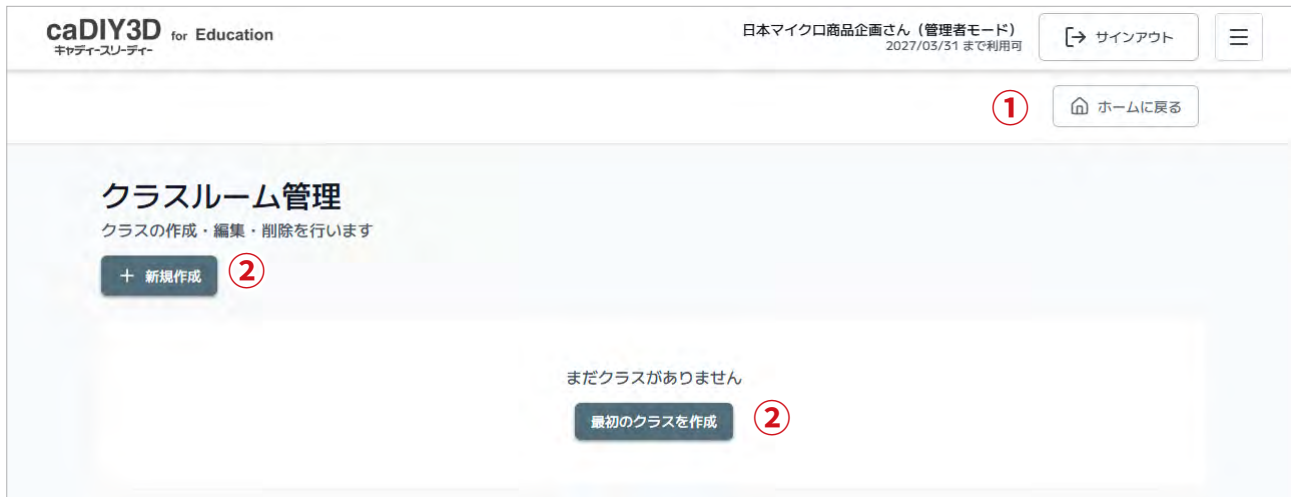 caDIY3D for Education
キャディースリーディー
日本マイクロ商品企画さん（管理者モード）
2027/03/31 まで利用可
サインアウト
① ホームに戻る
クラスルーム管理
クラスの作成・編集・削除を行います
＋ 新規作成 ②
まだクラスがありません
最初のクラスを作成 ②